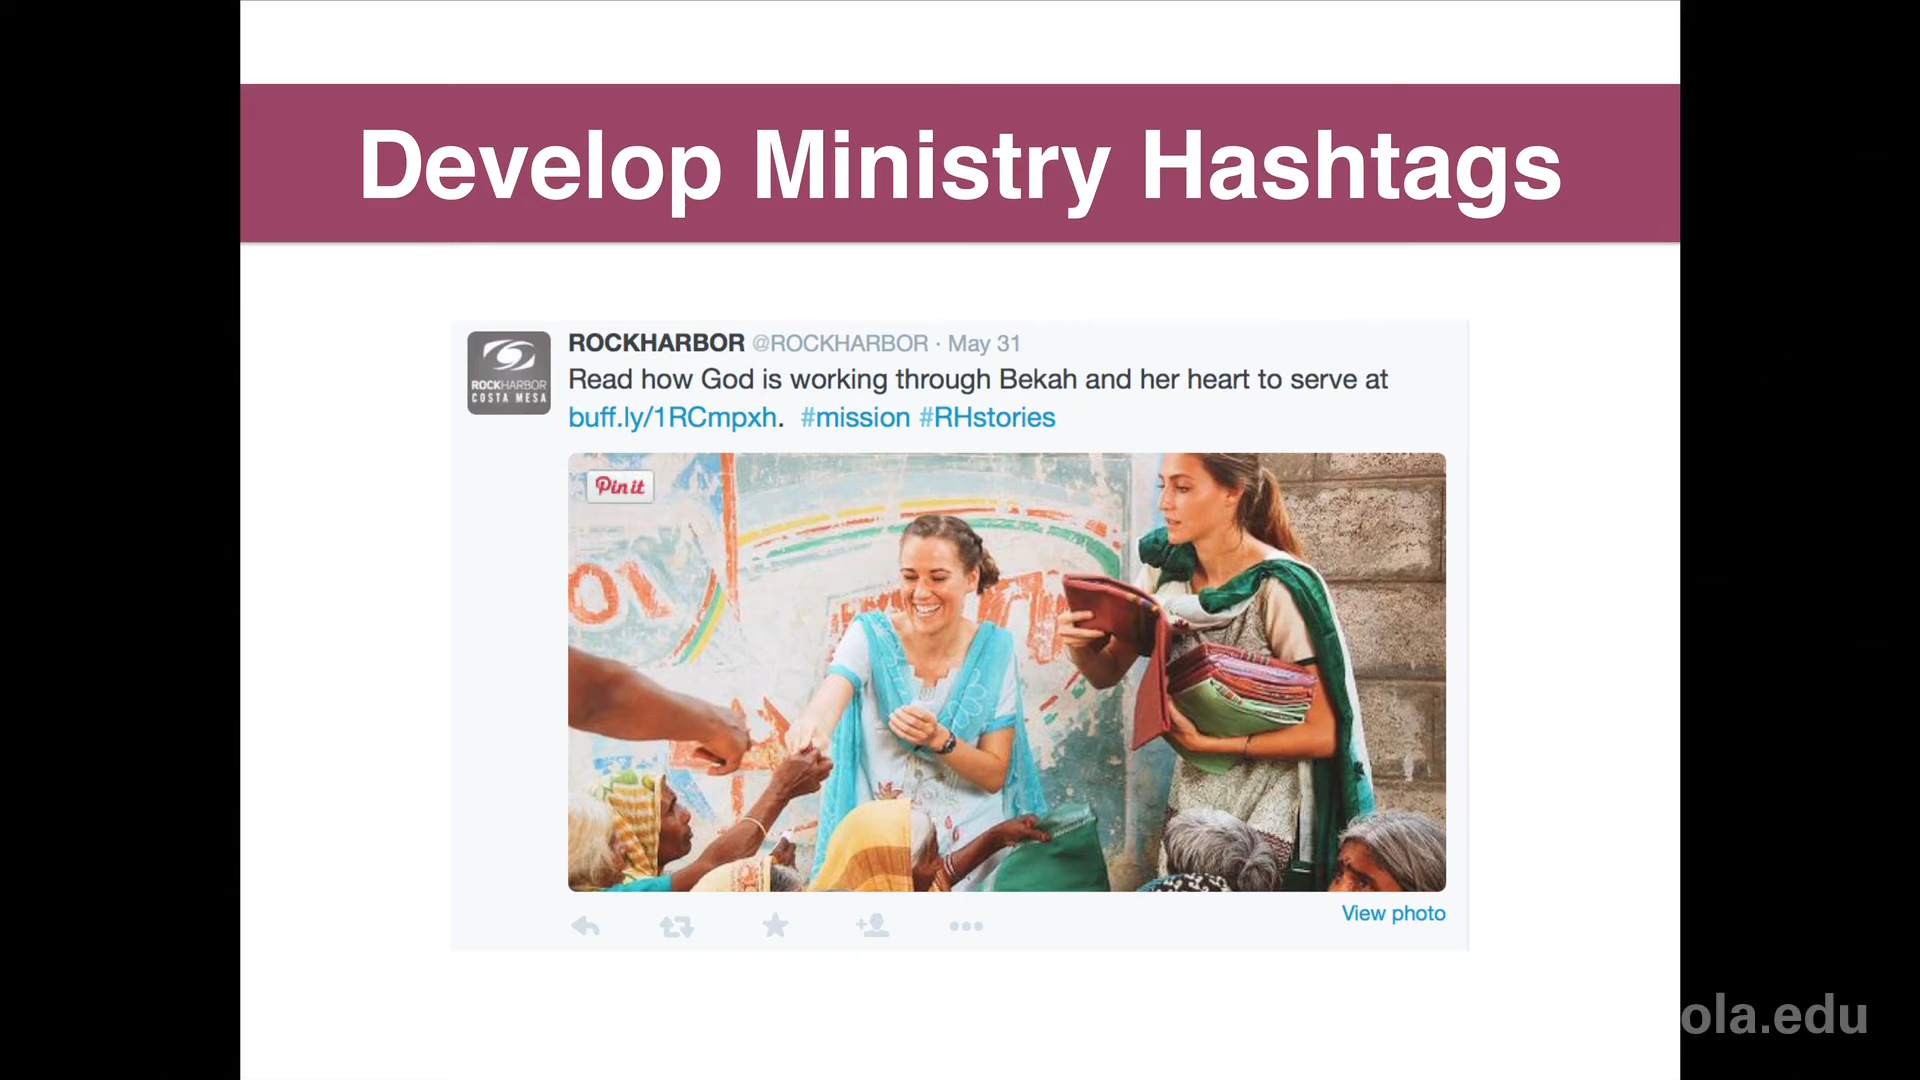 Develop Ministry Hashtags
ROCKHARBOR @ROCKHARBOR · May 31
ROCKHARBOR
COSTA MESA
Read how God is working through Bekah and her heart to serve at
buff.ly/1RCmpxh. #mission #RHstories
Pin it
View photo
ola.edu